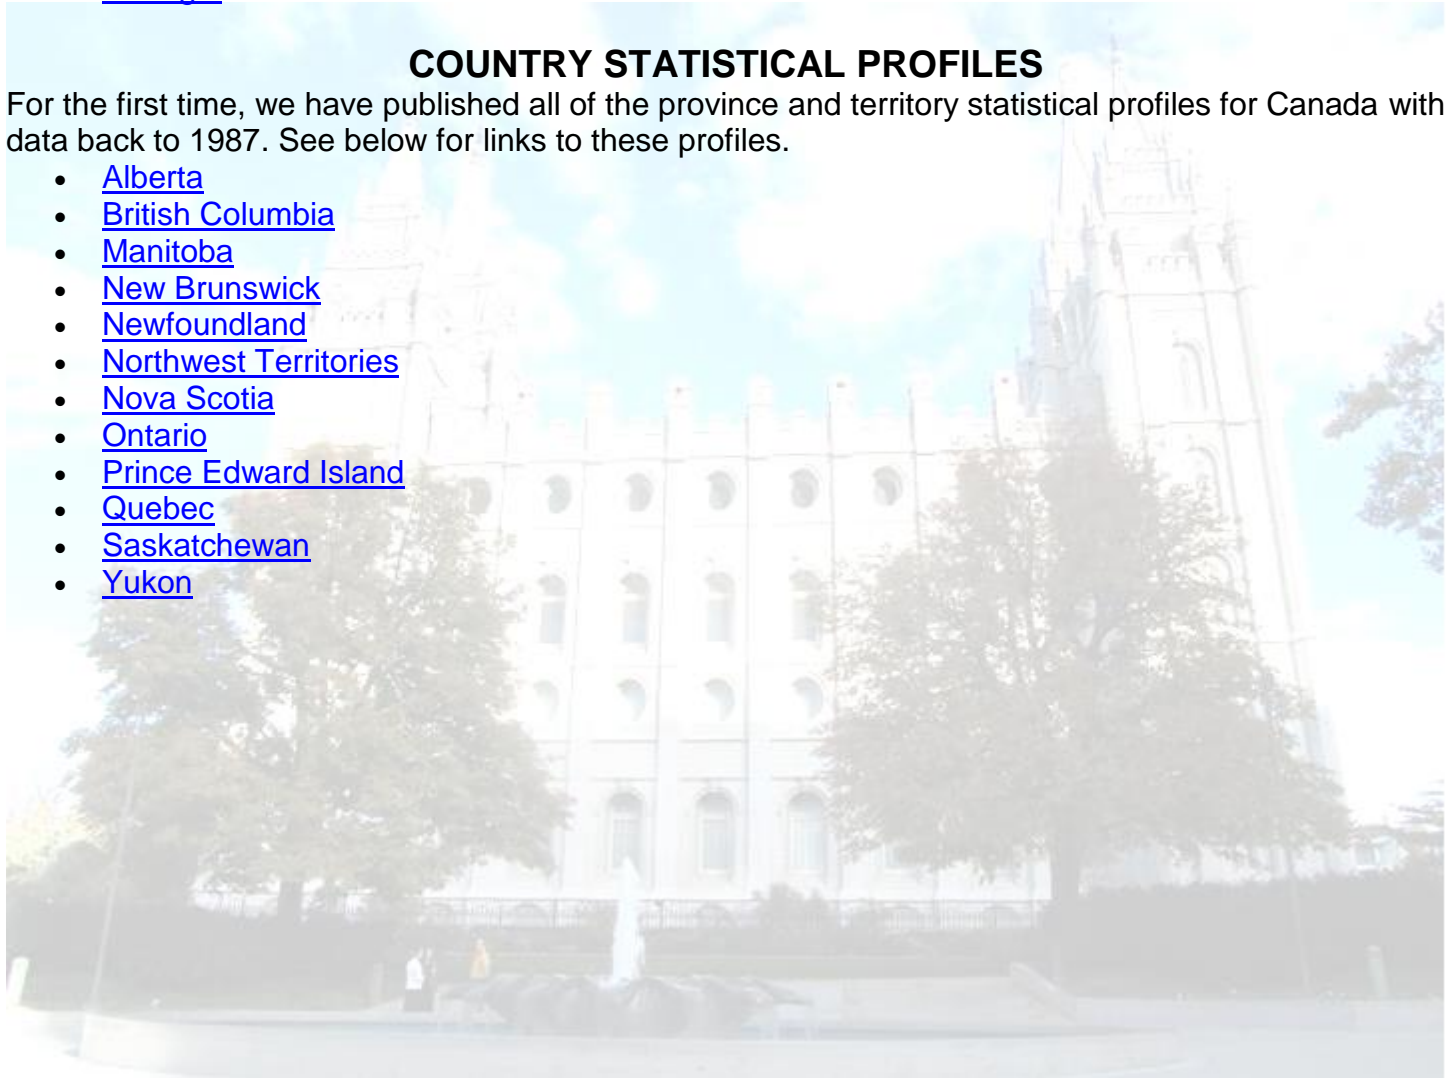 COUNTRY STATISTICAL PROFILES
For the first time, we have published all of the province and territory statistical profiles for Canada with
data back to 1987. See below for links to these profiles.
• Alberta
• British Columbia
• Manitoba
• New Brunswick
• Newfoundland
• Northwest Territories
• Nova Scotia
• Ontario
• Prince Edward Island
• Quebec
• Saskatchewan
• Yukon